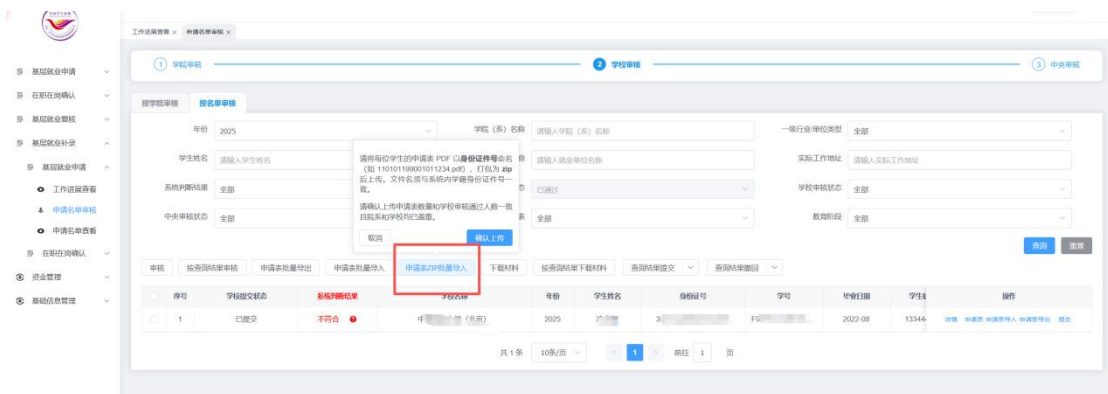 工作进展查看 × 申请名单审核 ×
1 学院审核 2 学校审核 3 中央审核
基层就业申请
在职在岗确认
基层就业复核
基层就业补录
基层就业申请
工作进展查看
申请名单审核
申请名单查看
在职在岗确认
资金管理
基础信息管理
按学院审核 按名单审核
年份 2025 学院（系）名称 请输入学院（系）名称 一级行业/单位类型 全部
学生姓名 请输入学生姓名 请输入就业单位名称 实际工作地址 请输入实际工作地址
系统判断结果 全部 态 已通过 学校审核状态 全部
中央审核状态 全部 表 全部 教育阶段 全部
请将每位学生的申请表 PDF 以身份证件号命名
（如 110101199001011234.pdf），打包为 zip
后上传。文件名须与系统内学籍身份证件号一
致。
请确认上传申请表数量和学校审核通过人数一致
且院系和学校均已盖章。
取消 确认上传
查询 重置
审核 按查询结果审核 申请表批量导出 申请表批量导入 申请表ZIP批量导入 下载材料 按查询结果下载材料 查询结果提交 查询结果撤回
序号 学校提交状态 系统判断结果 学校名称 年份 学生姓名 身份证号 学号 毕业日期 学生 操作
1 已提交 不符合 （北京） 2025 3 F9 2022-08 13344 详情 申请表 申请表导入 申请表导出 提交
共 1 条 10条/页 1 前往 1 页